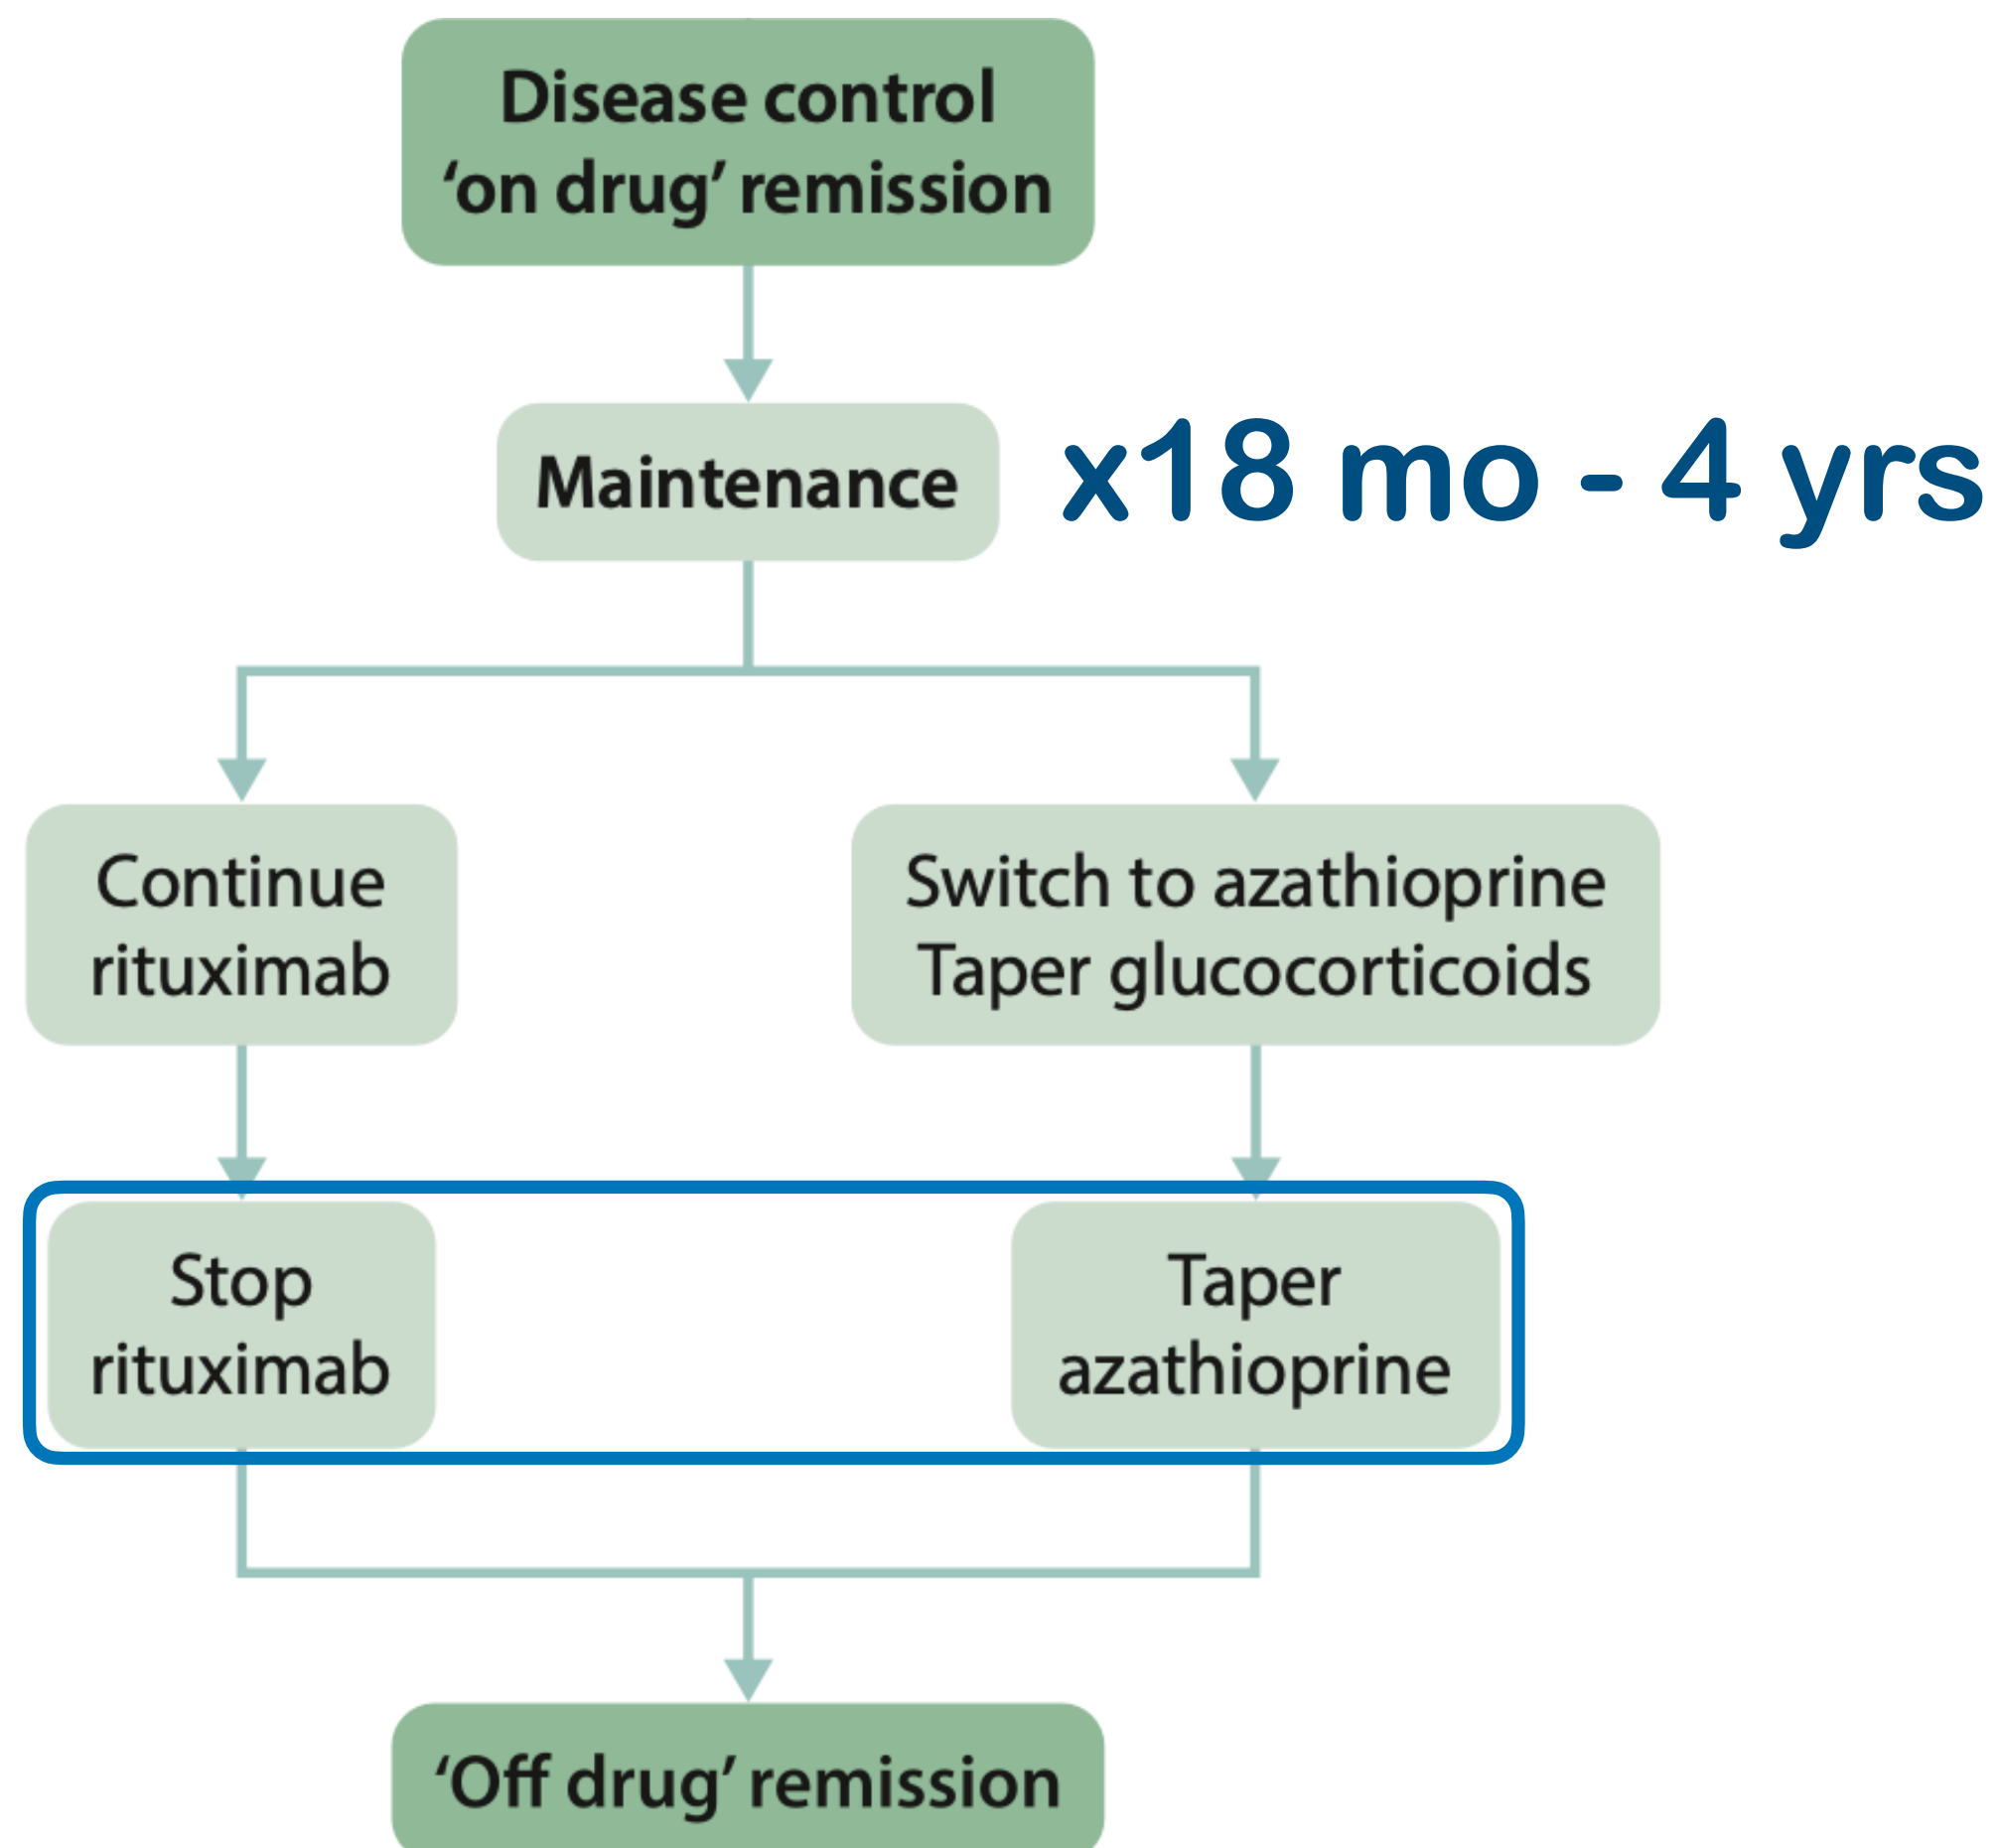 Disease control
‘on drug’ remission
Maintenance
x18 mo - 4 yrs
Continue
rituximab
Switch to azathioprine
Taper glucocorticoids
Stop
rituximab
Taper
azathioprine
‘Off drug’ remission